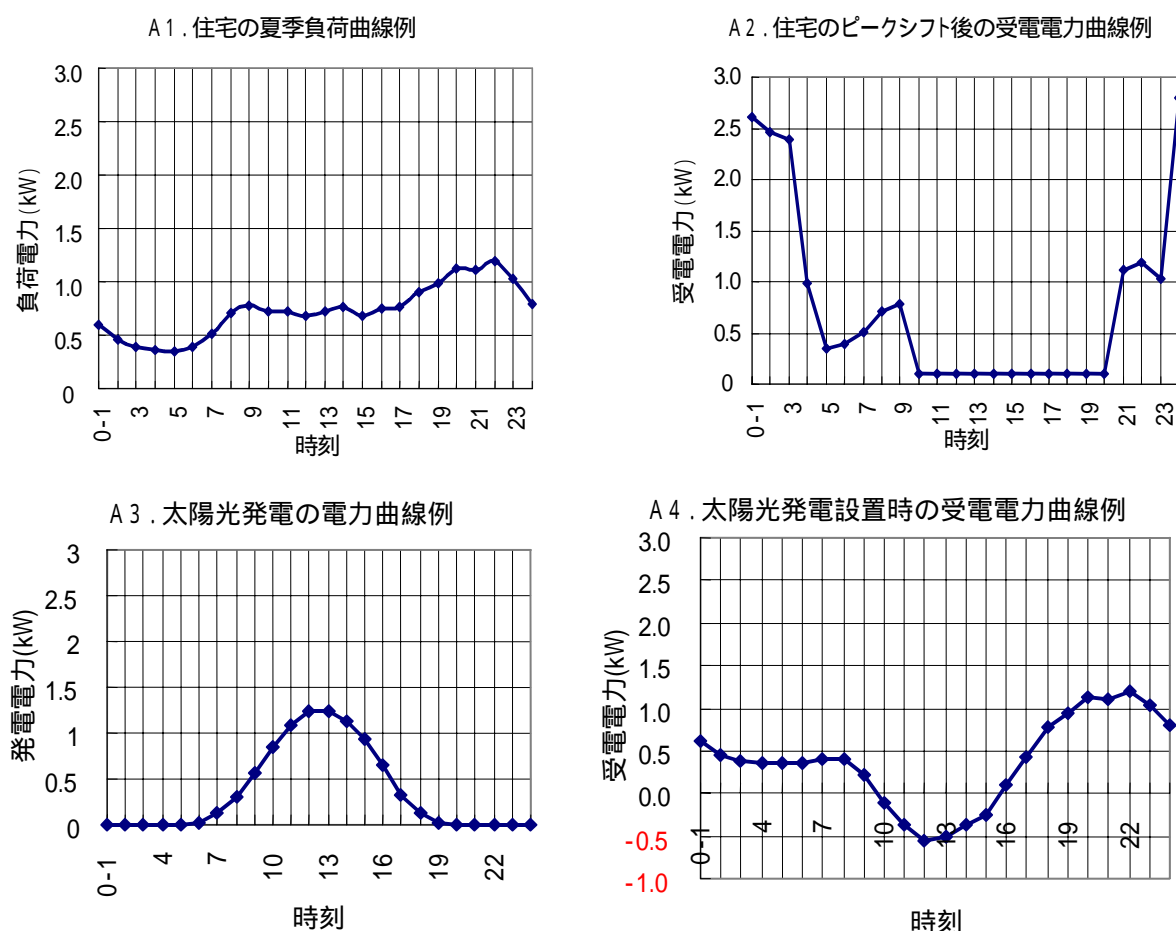 A1.住宅の夏季負荷曲線例
負荷電力(kW)
3.0
2.5
2.0
1.5
1.0
0.5
0
0-1 3 5 7 9 11 13 15 17 19 21 23
時刻
A2.住宅のピークシフト後の受電電力曲線例
受電電力(kW)
3.0
2.5
2.0
1.5
1.0
0.5
0
0-1 3 5 7 9 11 13 15 17 19 21 23
時刻
A3.太陽光発電の電力曲線例
発電電力(kW)
3
2.5
2
1.5
1
0.5
0
0-1 4 7 10 13 16 19 22
時刻
A4.太陽光発電設置時の受電電力曲線例
受電電力(kW)
3.0
2.5
2.0
1.5
1.0
0.5
0.0
-0.5
-1.0
0-1 4 7 10 13 16 19 22
時刻